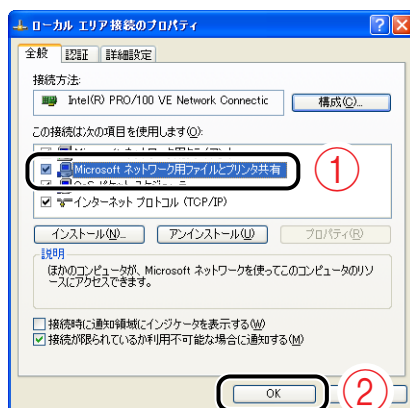 ローカル エリア接続のプロパティ
全般 認証 詳細設定
接続方法:
Intel(R) PRO/100 VE Network Connectic
構成(C)...
この接続は次の項目を使用します(O):
Microsoft ネットワーク用ファイルとプリンタ共有
①
インターネット プロトコル (TCP/IP)
インストール(N)... アンインストール(U) プロパティ(R)
説明
ほかのコンピュータが、Microsoft ネットワークを使ってこのコンピュータのリソ
ースにアクセスできます。
接続時に通知領域にインジケータを表示する(W)
接続が限られているか利用不可能な場合に通知する(M)
OK
②